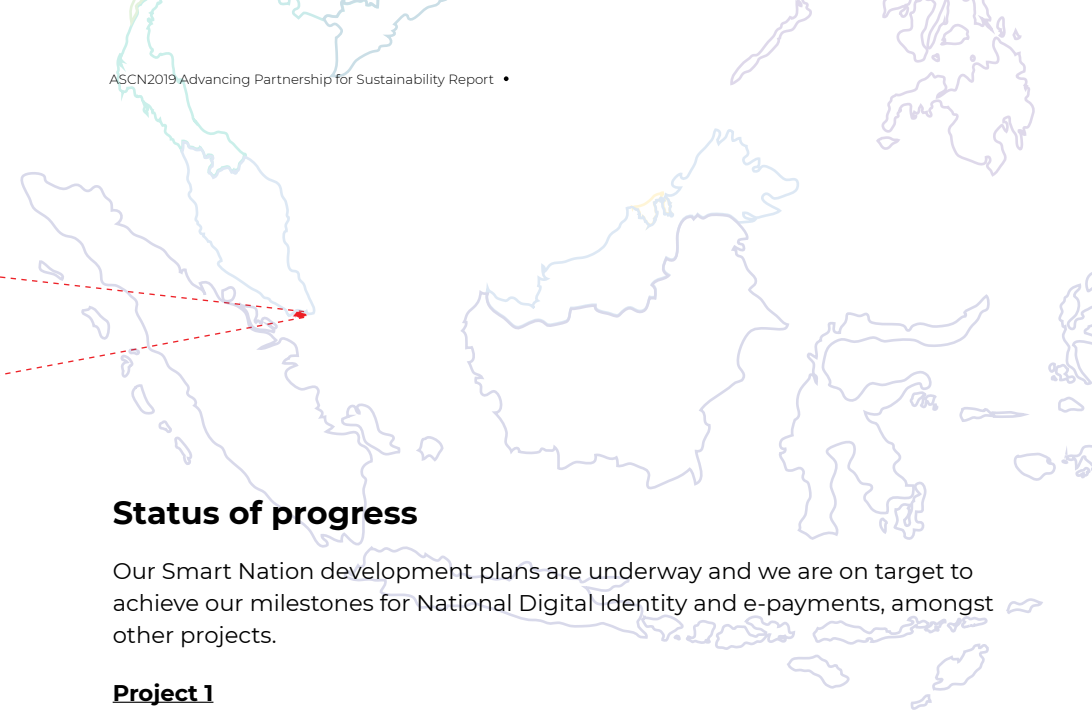 ASCN2019 Advancing Partnership for Sustainability Report •
Status of progress
Our Smart Nation development plans are underway and we are on target to
achieve our milestones for National Digital Identity and e-payments, amongst
other projects.
Project 1